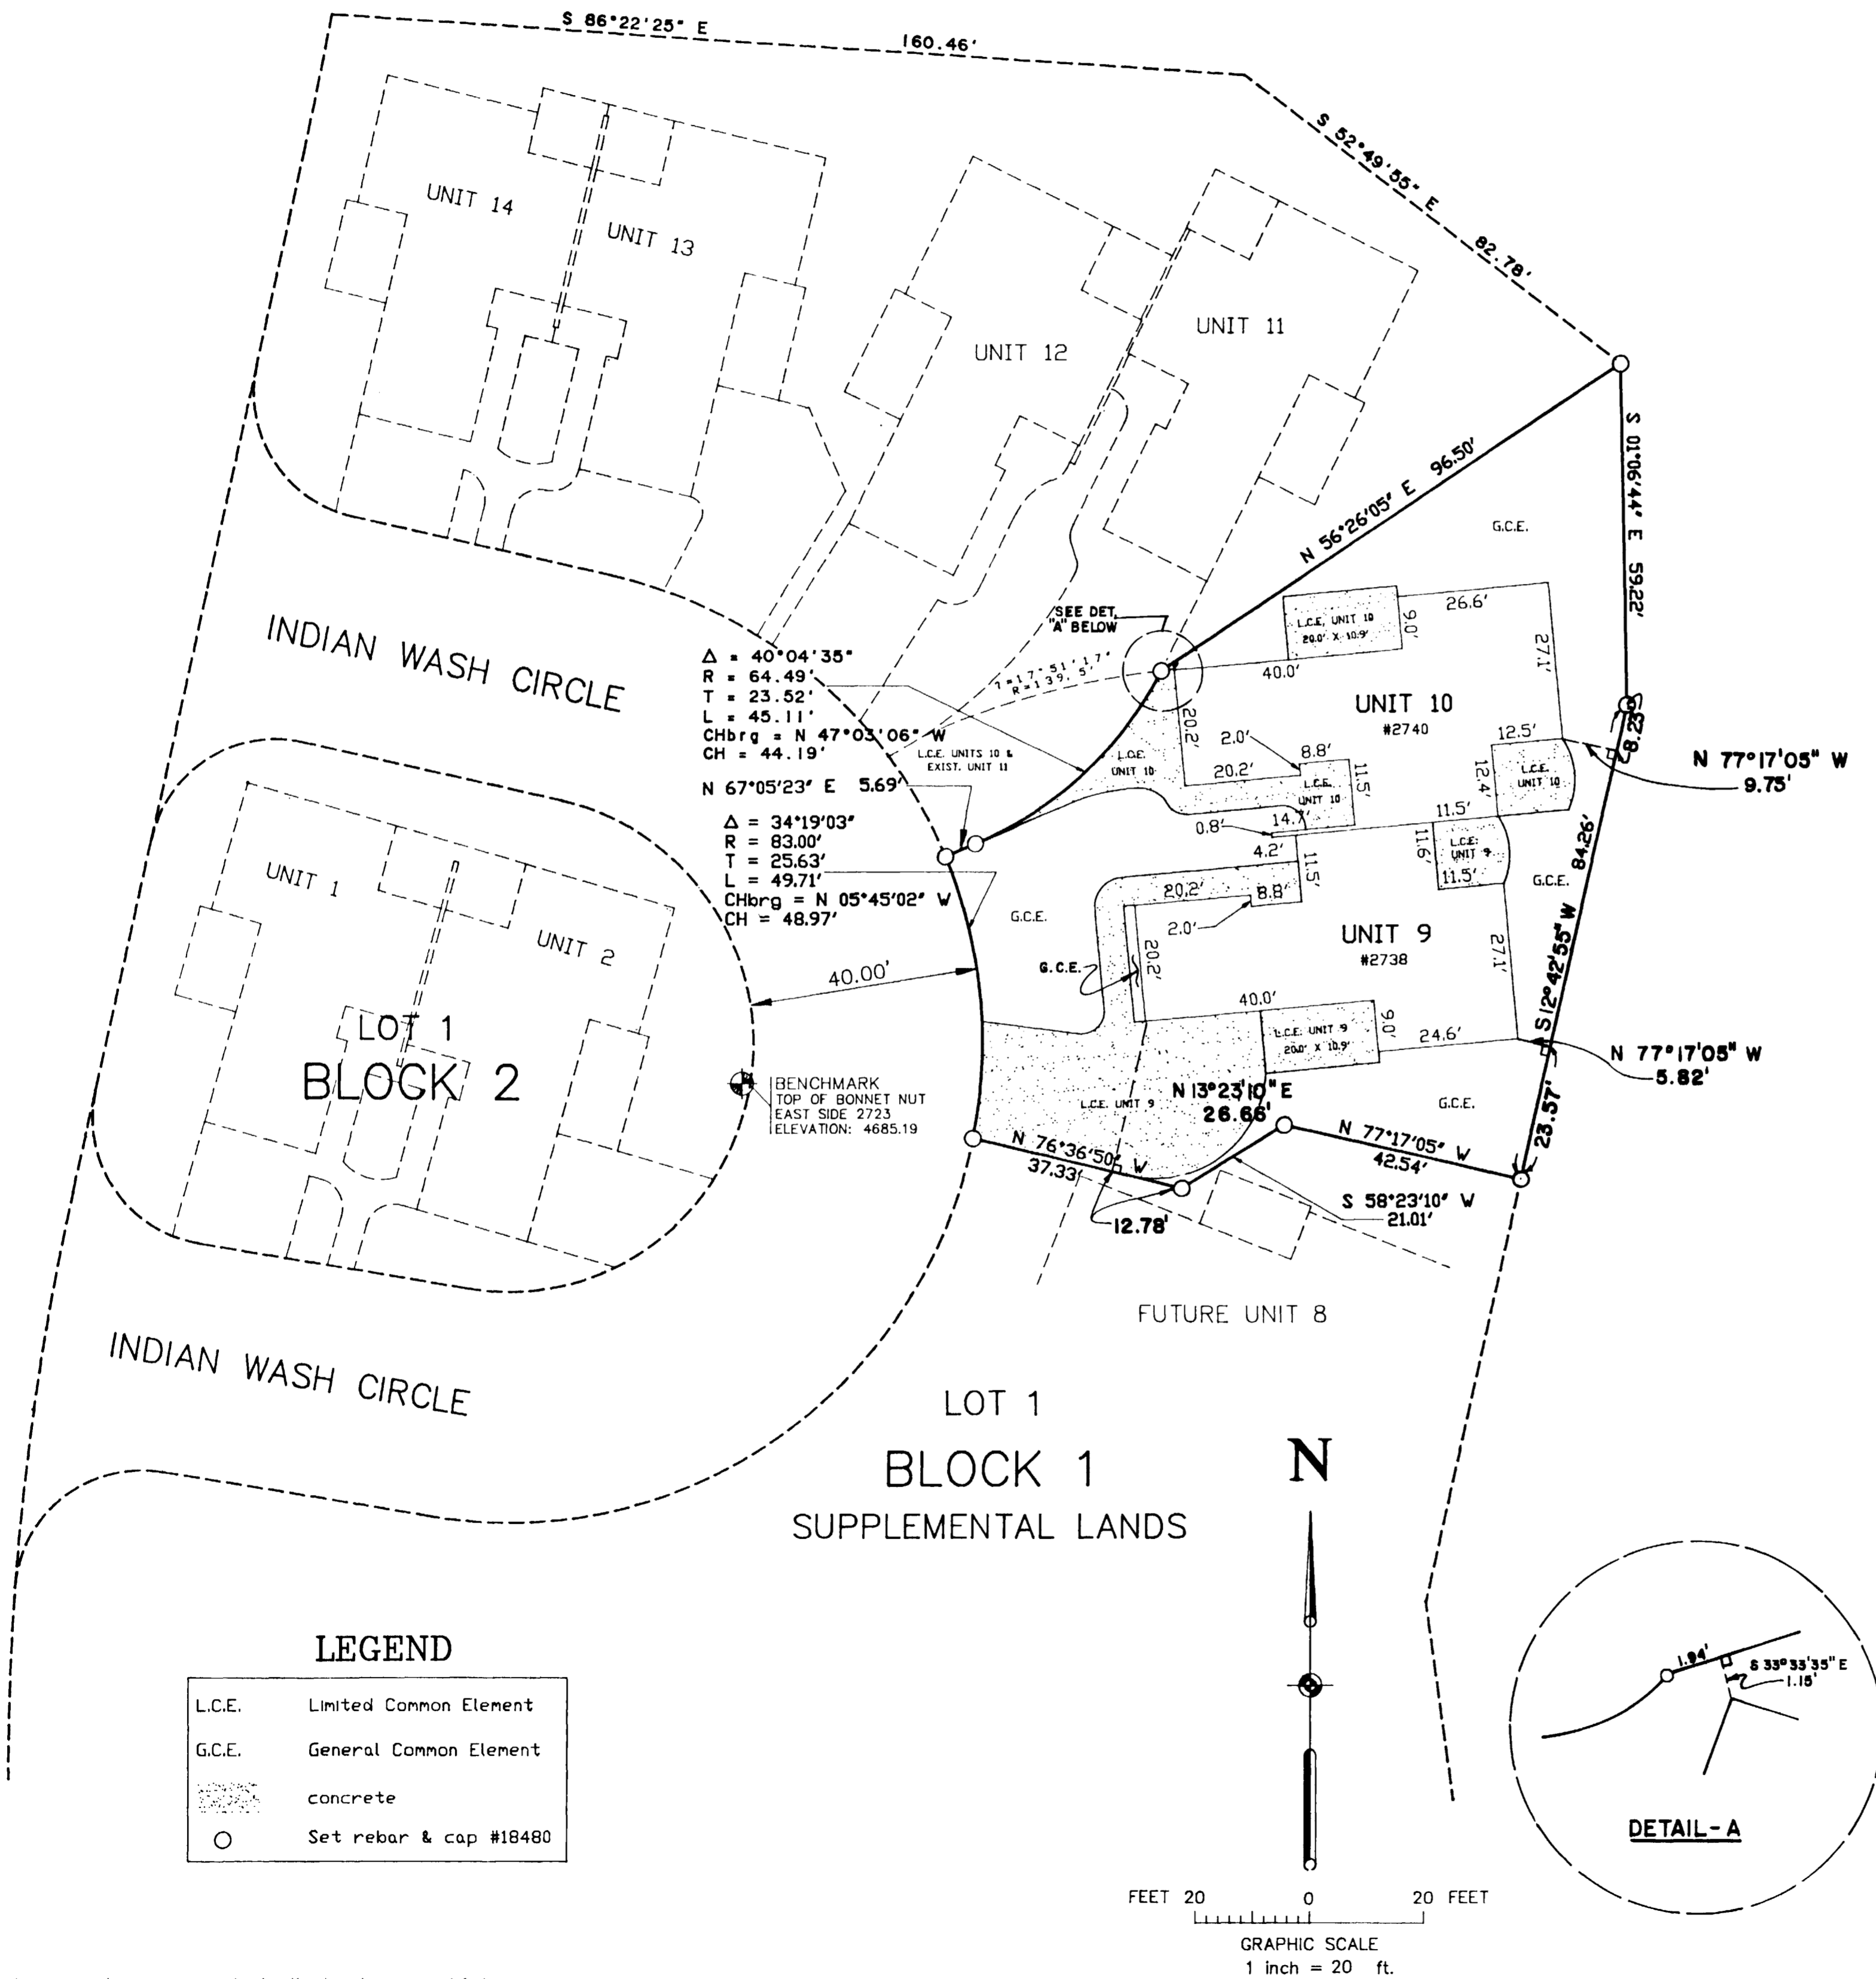 S 86°22'25" E 160.46'
S 52°49'55" E 82.78'
UNIT 14
UNIT 13
UNIT 12
UNIT 11
S 01°06'44" E 59.22'
N 56°26'05" E 96.50'
G.C.E.
INDIAN WASH CIRCLE
SEE DET.
"A" BELOW
L.C.E. UNIT 10
20.0' X 10.9'
26.6'
9.0'
27.1'
40.0'
Δ = 40°04'35"
R = 64.49'
T = 23.52'
L = 45.11'
CHbrg = N 47°03'06" W
CH = 44.19'
?=17°51'17"
R=139.5'
UNIT 10
#2740
20.2'
2.0'
8.8'
20.2'
11.5'
12.5'
12.4'
8.23'
N 77°17'05" W
9.75'
L.C.E. UNITS 10 &
EXIST. UNIT 11
L.C.E.
UNIT 10
L.C.E.
UNIT 10
L.C.E.
UNIT 10
N 67°05'23" E 5.69'
Δ = 34°19'03"
R = 83.00'
T = 25.63'
L = 49.71'
CHbrg = N 05°45'02" W
CH = 48.97'
0.8'
14.7'
11.5'
4.2'
11.5'
11.6'
L.C.E.
UNIT 9
11.5'
G.C.E.
84.26'
S 12°42'55" W
20.2'
8.8'
2.0'
G.C.E.
G.C.E.
20.2'
UNIT 9
#2738
27.1'
40.0'
L.C.E. UNIT 9
20.0' X 10.9'
9.0'
24.6'
N 77°17'05" W
5.82'
UNIT 1
UNIT 2
LOT 1
BLOCK 2
40.00'
BENCHMARK
TOP OF BONNET NUT
EAST SIDE 2723
ELEVATION: 4685.19
L.C.E. UNIT 9
N 13°23'10" E
26.66'
G.C.E.
23.57'
N 76°36'50" W
37.33'
N 77°17'05" W
42.54'
S 58°23'10" W
21.01'
12.78'
FUTURE UNIT 8
INDIAN WASH CIRCLE
LOT 1
BLOCK 1
SUPPLEMENTAL LANDS
N
LEGEND
L.C.E. Limited Common Element
G.C.E. General Common Element
concrete
Set rebar & cap #18480
1.94'
S 33°33'35" E
1.15'
DETAIL-A
FEET 20 0 20 FEET
GRAPHIC SCALE
1 inch = 20 ft.